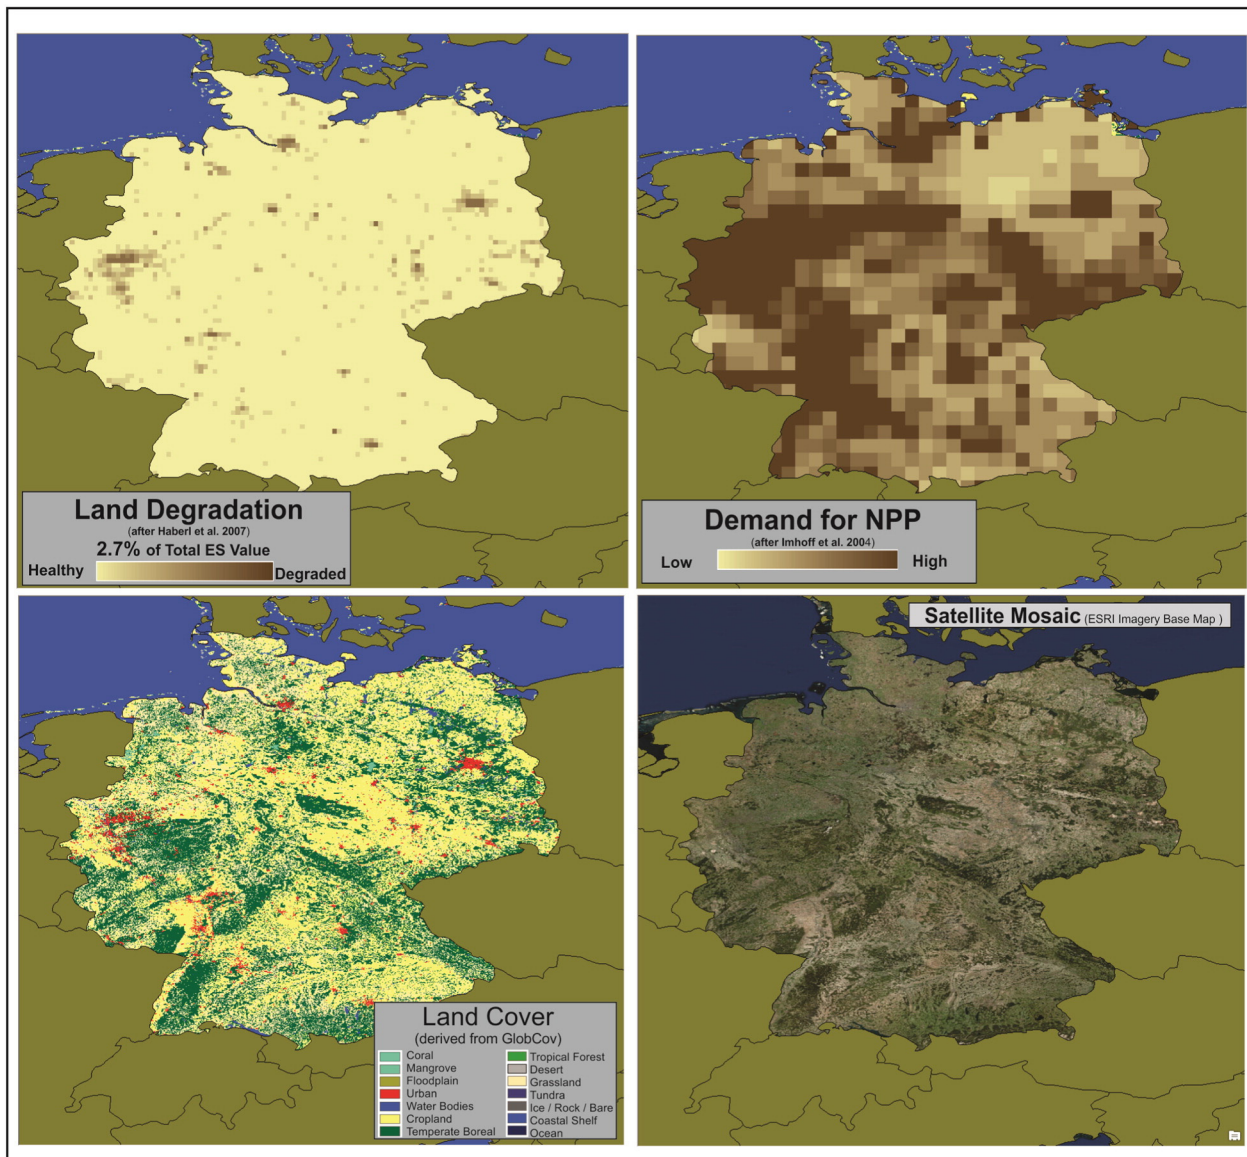 Land Degradation
(after Haberl et al. 2007)
2.7% of Total ES Value
Healthy
Degraded
Demand for NPP
(after Imhoff et al. 2004)
Low
High
Satellite Mosaic (ESRI Imagery Base Map )
Land Cover
(derived from GlobCov)
Coral
Mangrove
Floodplain
Urban
Water Bodies
Cropland
Temperate Boreal
Tropical Forest
Desert
Grassland
Tundra
Ice / Rock / Bare
Coastal Shelf
Ocean